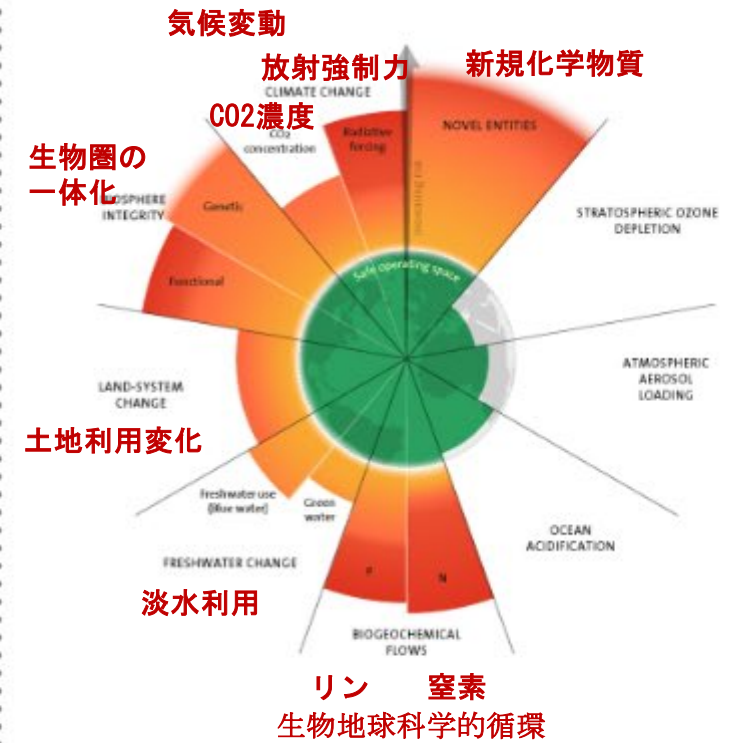 気候変動
放射強制力
新規化学物質
CLIMATE CHANGE
CO2濃度
CO2
concentration
Radiative
forcing
NOVEL ENTITIES
生物圏の
一体化
BIOSPHERE
INTEGRITY
Genetic
STRATOSPHERIC OZONE
DEPLETION
Functional
Safe operating space
ATMOSPHERIC
AEROSOL
LOADING
LAND-SYSTEM
CHANGE
土地利用変化
Freshwater use
(Blue water)
Green
water
OCEAN
ACIDIFICATION
FRESHWATER CHANGE
P
N
淡水利用
BIOGEOCHEMICAL
FLOWS
リン 窒素
生物地球科学的循環